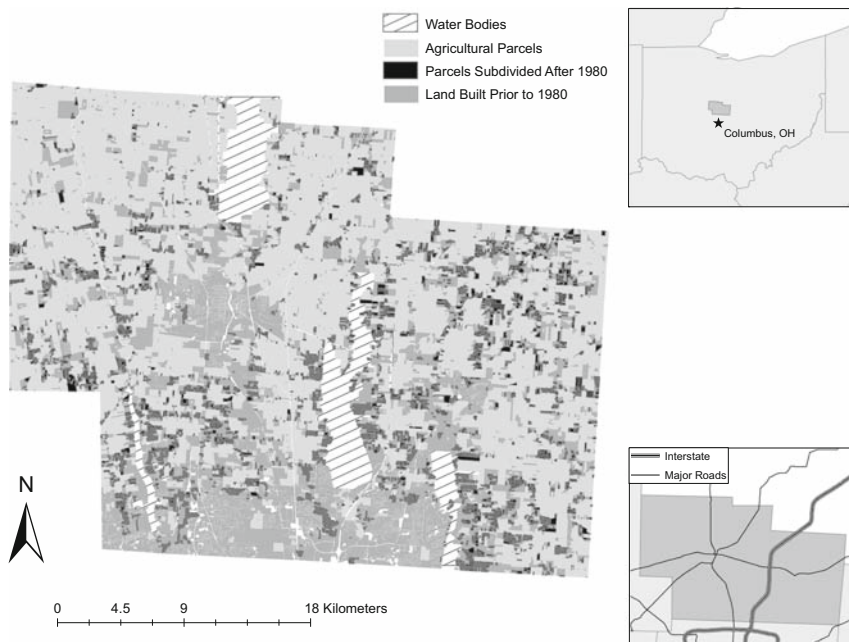 Water Bodies
Agricultural Parcels
Parcels Subdivided After 1980
Land Built Prior to 1980
Columbus, OH
N
0 4.5 9 18 Kilometers
Interstate
Major Roads